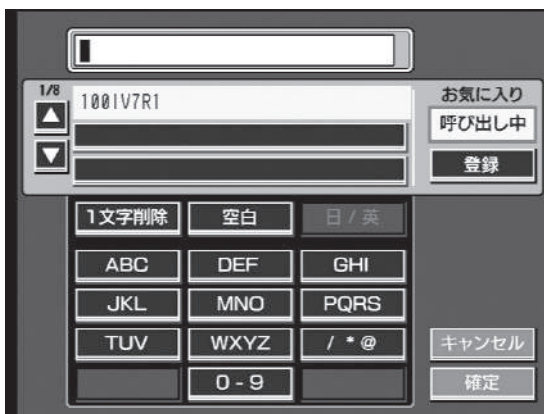 1/8
100IV7R1
お気に入り
呼び出し中
登録
1文字削除 空白 日/英
ABC DEF GHI
JKL MNO PQRS
TUV WXYZ / * @
0 - 9
キャンセル
確定